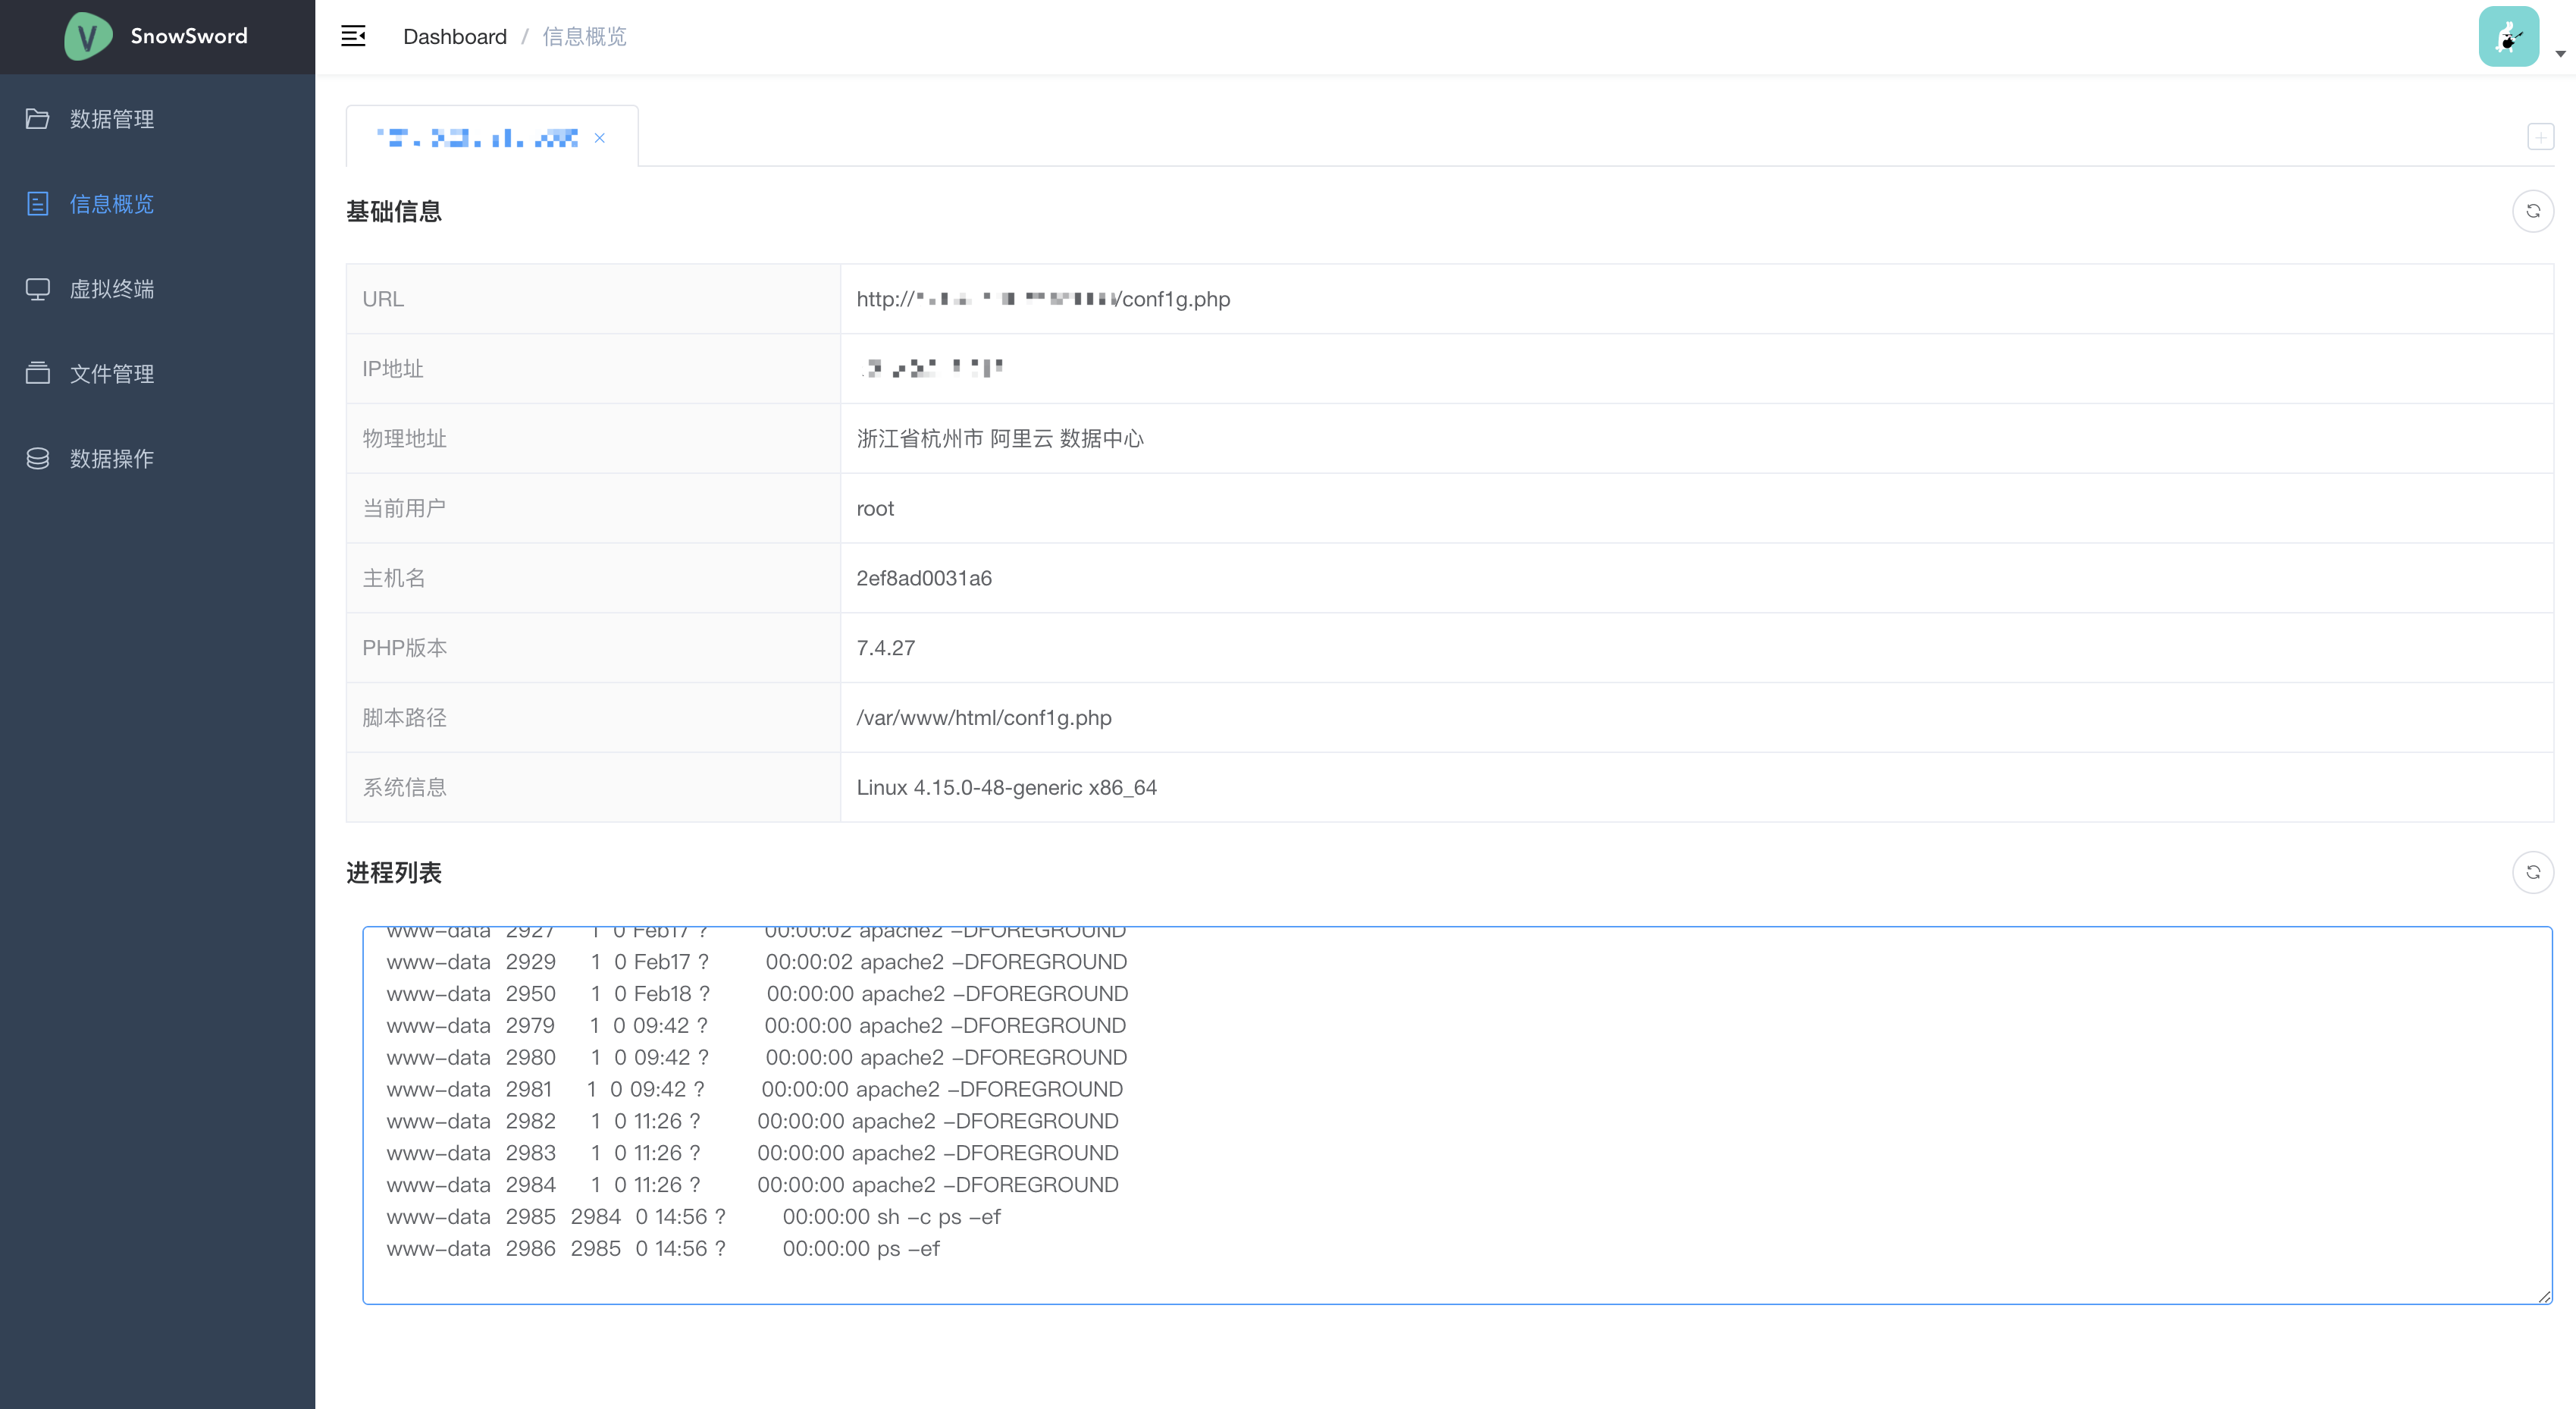 SnowSword
Dashboard / 信息概览
数据管理
信息概览
虚拟终端
文件管理
数据操作
基础信息
URL http:// /conf1g.php
IP地址
物理地址 浙江省杭州市 阿里云 数据中心
当前用户 root
主机名 2ef8ad0031a6
PHP版本 7.4.27
脚本路径 /var/www/html/conf1g.php
系统信息 Linux 4.15.0-48-generic x86_64
进程列表
www-data 2927 1 0 Feb17 ? 00:00:02 apache2 -DFOREGROUND
www-data 2929 1 0 Feb17 ? 00:00:02 apache2 -DFOREGROUND
www-data 2950 1 0 Feb18 ? 00:00:00 apache2 -DFOREGROUND
www-data 2979 1 0 09:42 ? 00:00:00 apache2 -DFOREGROUND
www-data 2980 1 0 09:42 ? 00:00:00 apache2 -DFOREGROUND
www-data 2981 1 0 09:42 ? 00:00:00 apache2 -DFOREGROUND
www-data 2982 1 0 11:26 ? 00:00:00 apache2 -DFOREGROUND
www-data 2983 1 0 11:26 ? 00:00:00 apache2 -DFOREGROUND
www-data 2984 1 0 11:26 ? 00:00:00 apache2 -DFOREGROUND
www-data 2985 2984 0 14:56 ? 00:00:00 sh -c ps -ef
www-data 2986 2985 0 14:56 ? 00:00:00 ps -ef